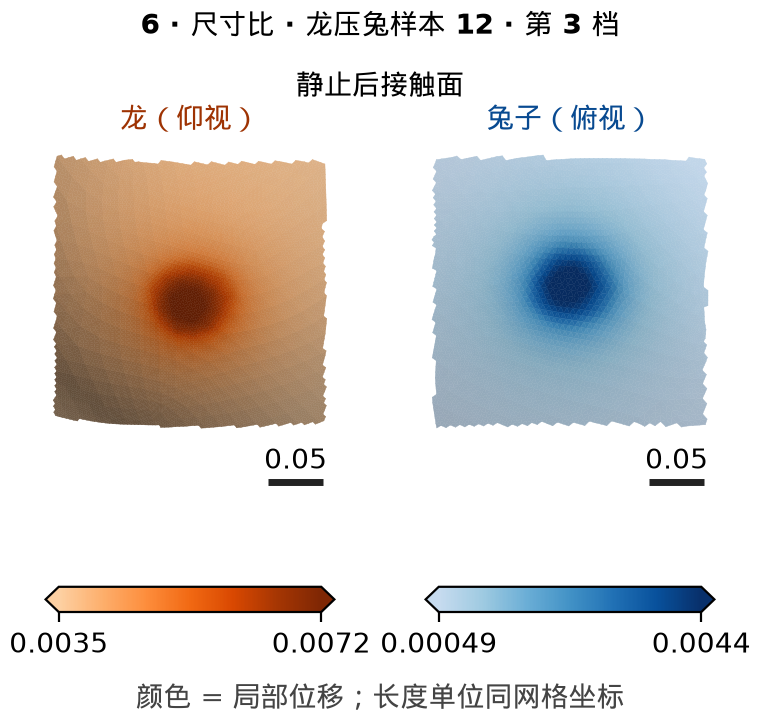 6 · 尺寸比 · 龙压兔样本 12 · 第 3 档
静止后接触面
龙（仰视） 兔子（俯视）
0.05 0.05
0.0035 0.0072 0.00049 0.0044
颜色 = 局部位移；长度单位同网格坐标